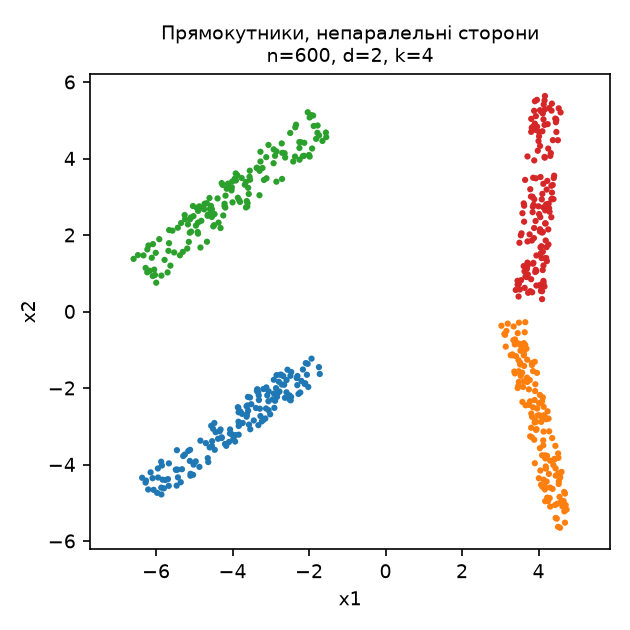 Прямокутники, непаралельні сторони
n=600, d=2, k=4
6
4
2
0
−2
−4
−6
x2
−6 −4 −2 0 2 4
x1